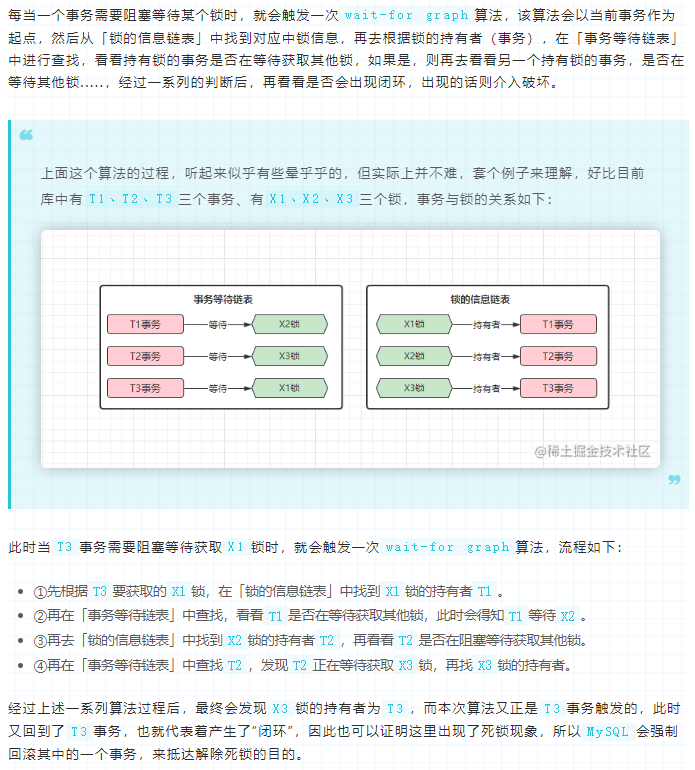 每当一个事务需要阻塞等待某个锁时，就会触发一次 wait-for graph 算法，该算法会以当前事务作为
起点，然后从「锁的信息链表」中找到对应中锁信息，再去根据锁的持有者（事务），在「事务等待链表」
中进行查找，看看持有锁的事务是否在等待获取其他锁，如果是，则再去看看另一个持有锁的事务，是否在
等待其他锁.....，经过一系列的判断后，再看看是否会出现闭环，出现的话则介入破坏。
❝
上面这个算法的过程，听起来似乎有些晕乎乎的，但实际上并不难，套个例子来理解，好比目前
库中有 T1、T2、T3 三个事务、有 X1、X2、X3 三个锁，事务与锁的关系如下：
事务等待链表
T1事务 等待 X2锁
T2事务 等待 X3锁
T3事务 等待 X1锁
锁的信息链表
X1锁 持有者 T1事务
X2锁 持有者 T2事务
X3锁 持有者 T3事务
@稀土掘金技术社区
❞
此时当 T3 事务需要阻塞等待获取 X1 锁时，就会触发一次 wait-for graph 算法，流程如下：
• ①先根据 T3 要获取的 X1 锁，在「锁的信息链表」中找到 X1 锁的持有者 T1 。
• ②再在「事务等待链表」中查找，看看 T1 是否在等待获取其他锁，此时会得知 T1 等待 X2 。
• ③再去「锁的信息链表」中找到 X2 锁的持有者 T2 ，再看看 T2 是否在阻塞等待获取其他锁。
• ④再在「事务等待链表」中查找 T2 ，发现 T2 正在等待获取 X3 锁，再找 X3 锁的持有者。
经过上述一系列算法过程后，最终会发现 X3 锁的持有者为 T3 ，而本次算法又正是 T3 事务触发的，此时
又回到了 T3 事务，也就代表着产生了“闭环”，因此也可以证明这里出现了死锁现象，所以 MySQL 会强制
回滚其中的一个事务，来抵达解除死锁的目的。